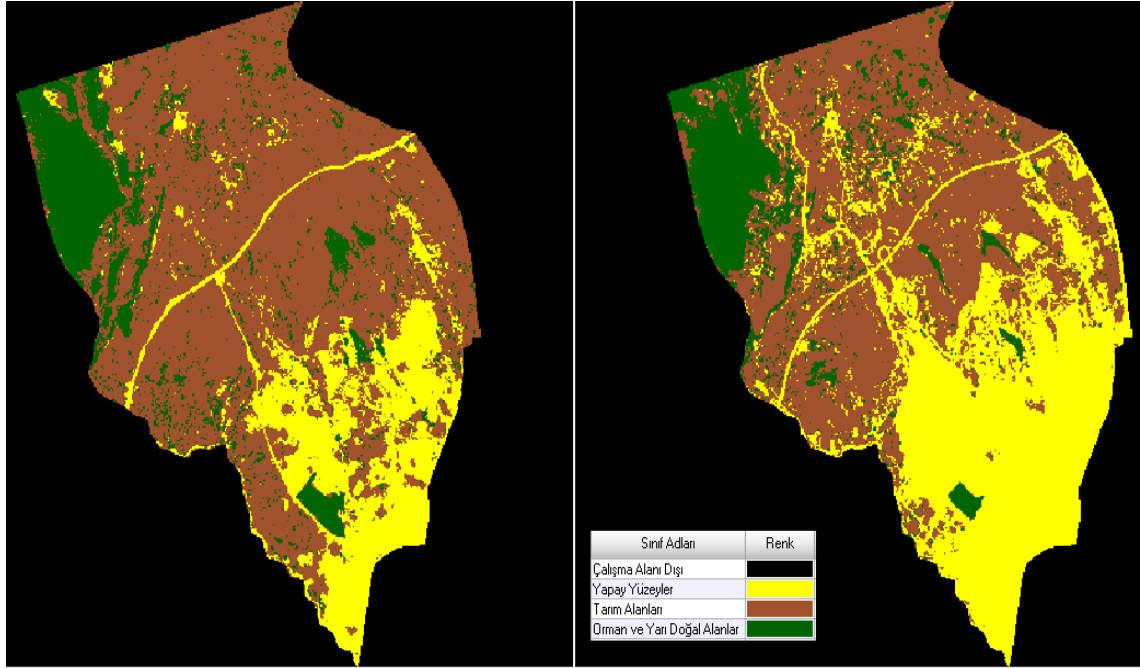 Sınıf Adları Renk
Çalışma Alanı Dışı
Yapay Yüzeyler
Tarım Alanları
Orman ve Yarı Doğal Alanlar